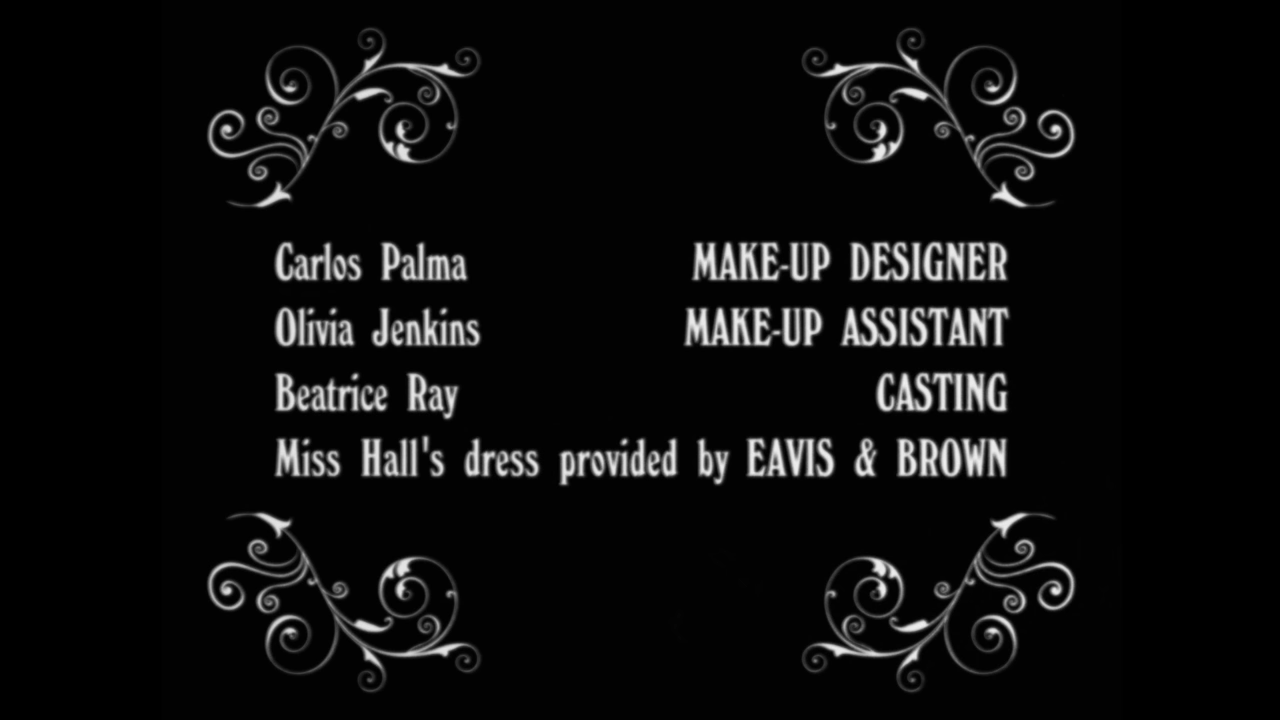 Carlos Palma MAKE-UP DESIGNER
Olivia Jenkins MAKE-UP ASSISTANT
Beatrice Ray CASTING
Miss Hall's dress provided by EAVIS & BROWN